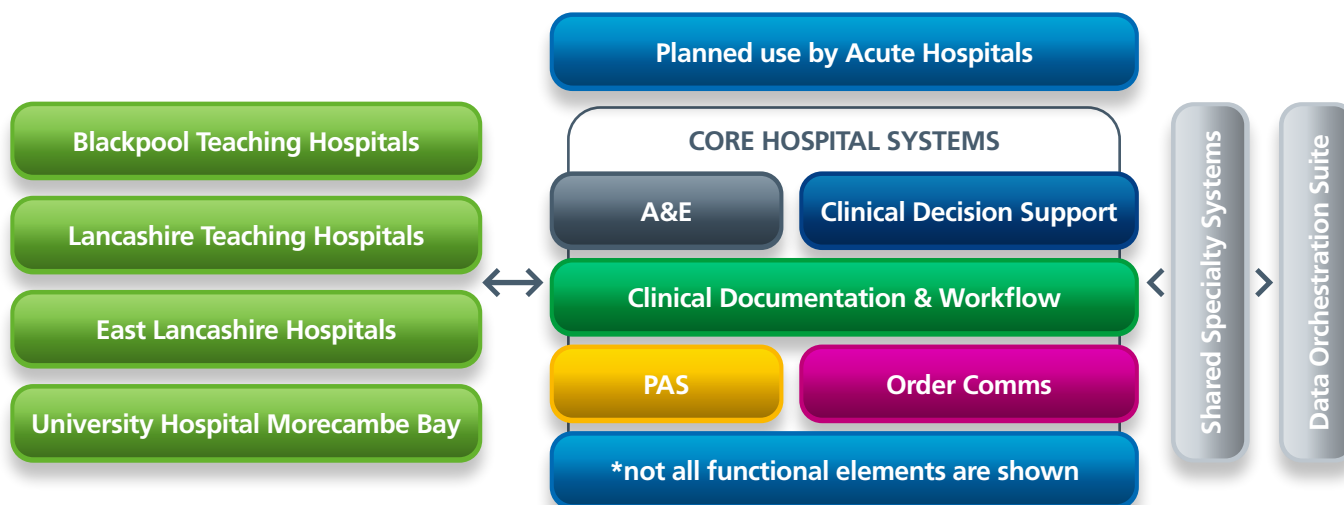 Planned use by Acute Hospitals
Blackpool Teaching Hospitals
Lancashire Teaching Hospitals
East Lancashire Hospitals
University Hospital Morecambe Bay
CORE HOSPITAL SYSTEMS
A&E
Clinical Decision Support
Clinical Documentation & Workflow
PAS
Order Comms
*not all functional elements are shown
Shared Specialty Systems
Data Orchestration Suite